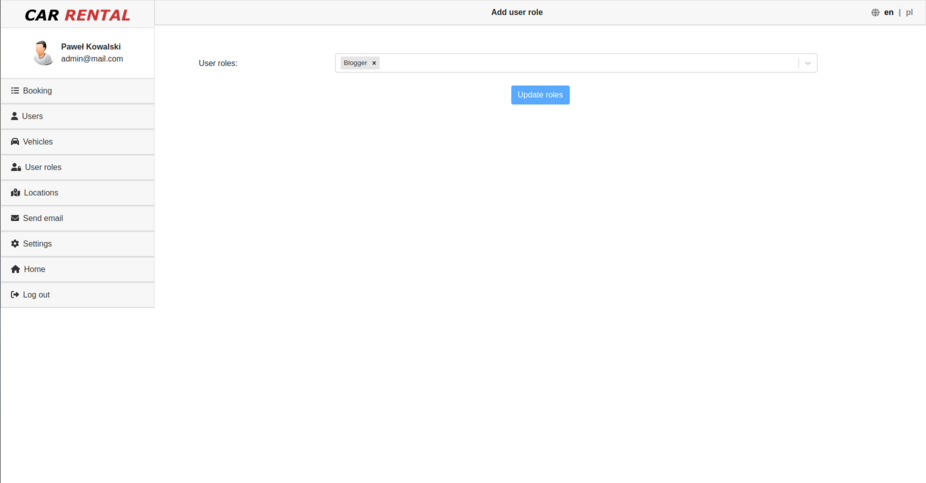 CAR RENTAL
Add user role
en | pl
Paweł Kowalski
admin@mail.com
User roles:
Blogger ×
Update roles
Booking
Users
Vehicles
User roles
Locations
Send email
Settings
Home
Log out